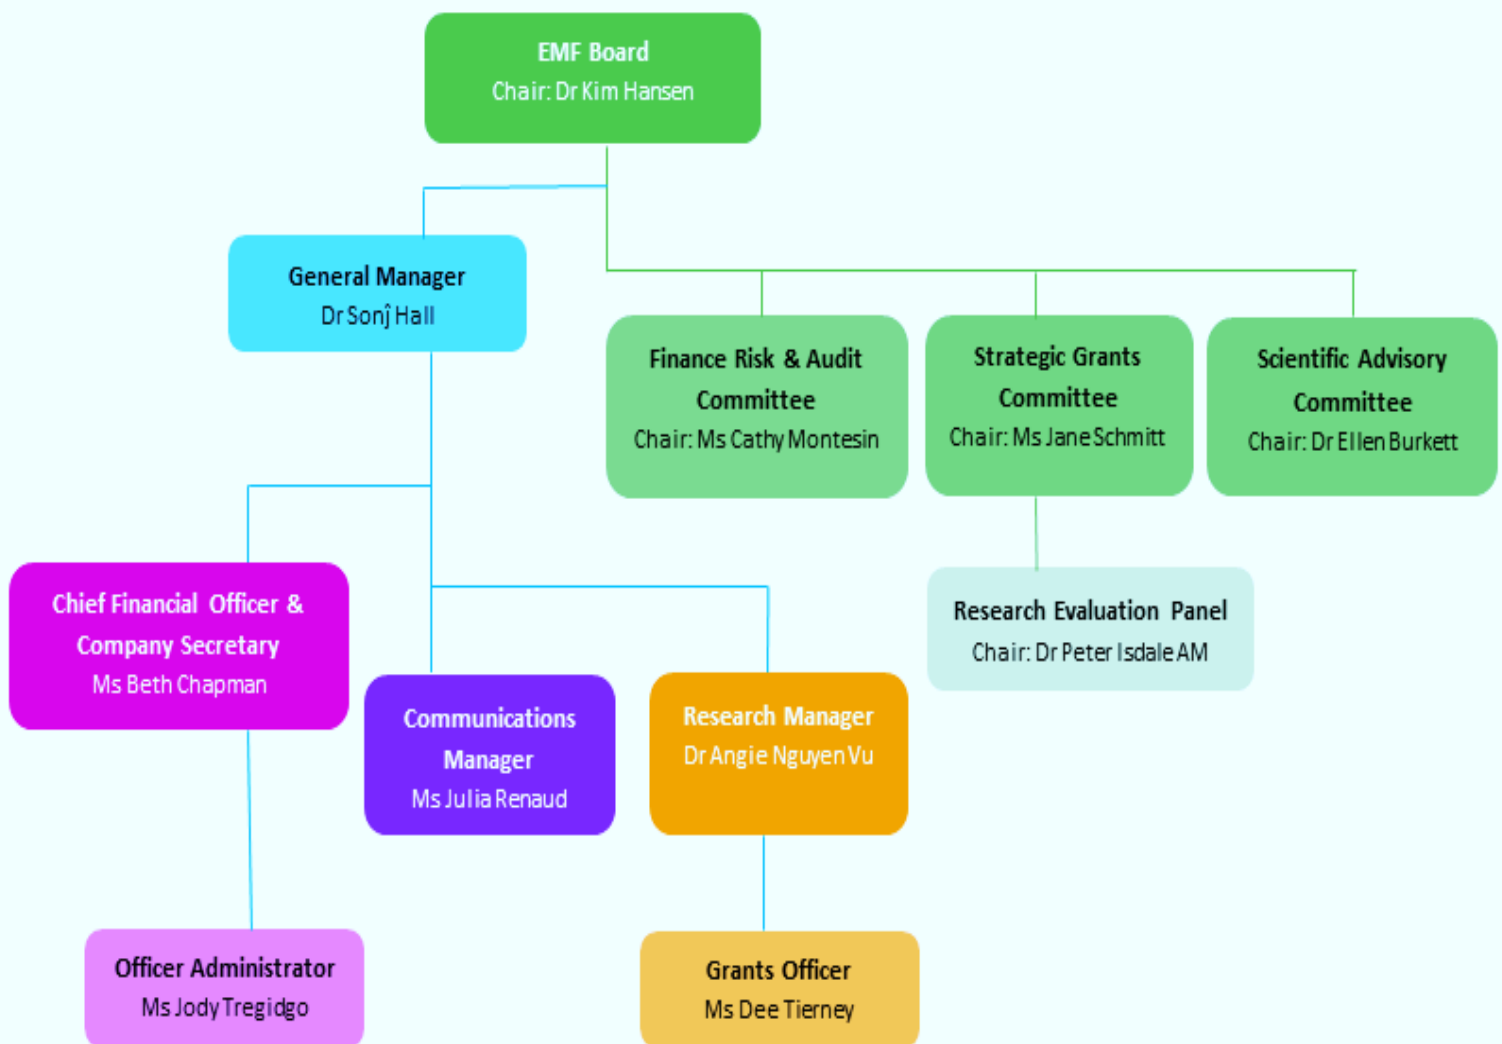 EMF Board
Chair: Dr Kim Hansen
General Manager
Dr Sonĵ Hall
Finance Risk & Audit
Committee
Chair: Ms Cathy Montesin
Strategic Grants
Committee
Chair: Ms Jane Schmitt
Scientific Advisory
Committee
Chair: Dr Ellen Burkett
Chief Financial Officer &
Company Secretary
Ms Beth Chapman
Communications
Manager
Ms Julia Renaud
Research Manager
Dr Angie Nguyen Vu
Research Evaluation Panel
Chair: Dr Peter Isdale AM
Officer Administrator
Ms Jody Tregidgo
Grants Officer
Ms Dee Tierney